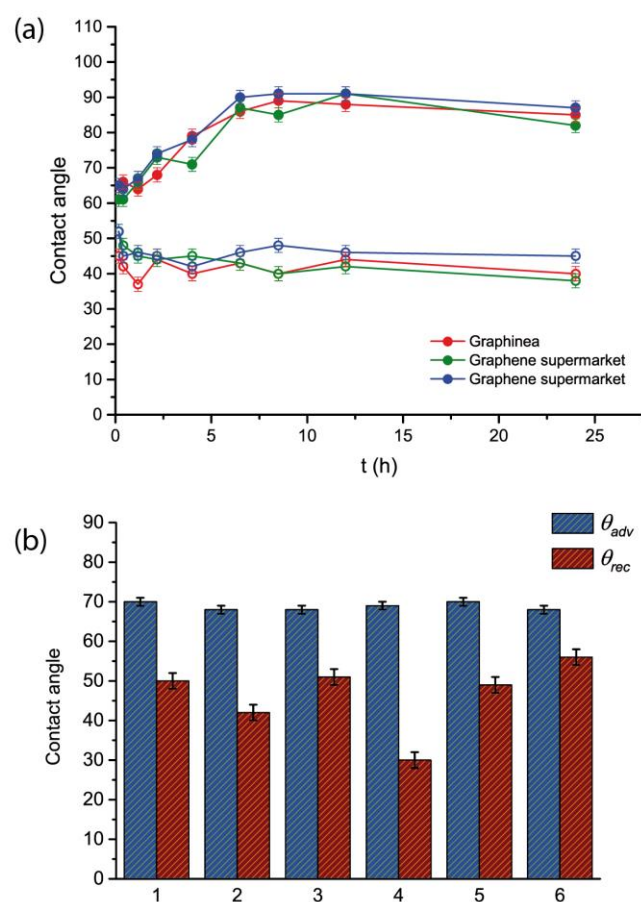 (a)
110
100
90
80
70
60
50
40
30
20
10
0
Contact angle
Graphinea
Graphene supermarket
Graphene supermarket
0 5 10 15 20 25
t (h)
(b)
90
80
70
60
50
40
30
20
10
0
Contact angle
θadv
θrec
1 2 3 4 5 6